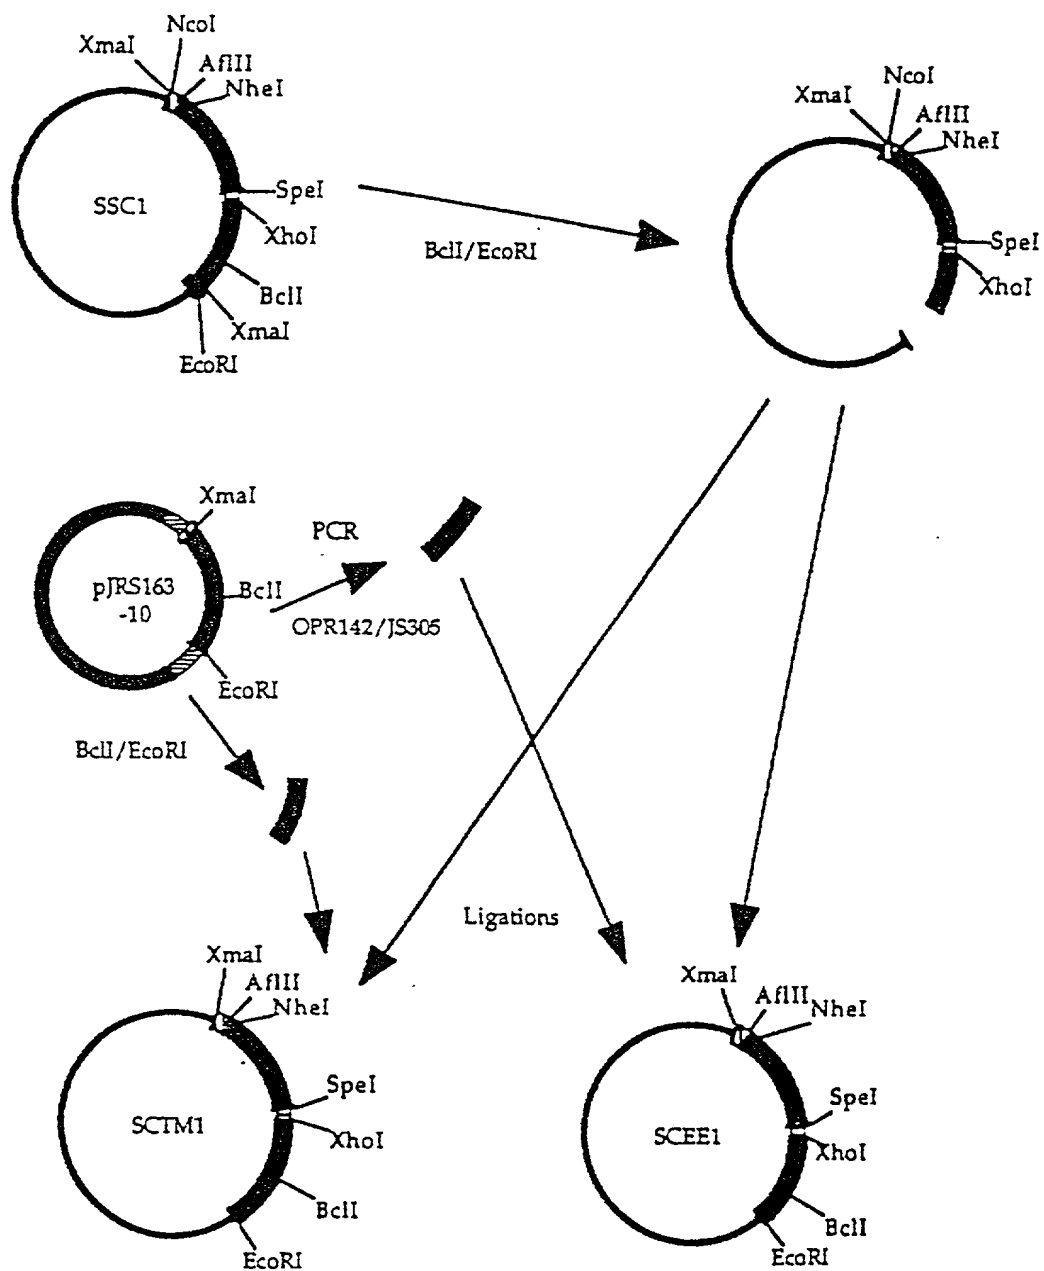 NcoI
XmaI
AflII
NheI
SSC1
SpeI
XhoI
BclI
XmaI
EcoRI
BclI/EcoRI
NcoI
XmaI
AflII
NheI
SpeI
XhoI
XmaI
pJRS163
-10
BclI
EcoRI
PCR
OPR142/JS305
BclI/EcoRI
Ligations
XmaI
AflII
NheI
SCTM1
SpeI
XhoI
BclI
EcoRI
XmaI
AflII
NheI
SCEE1
SpeI
XhoI
BclI
EcoRI